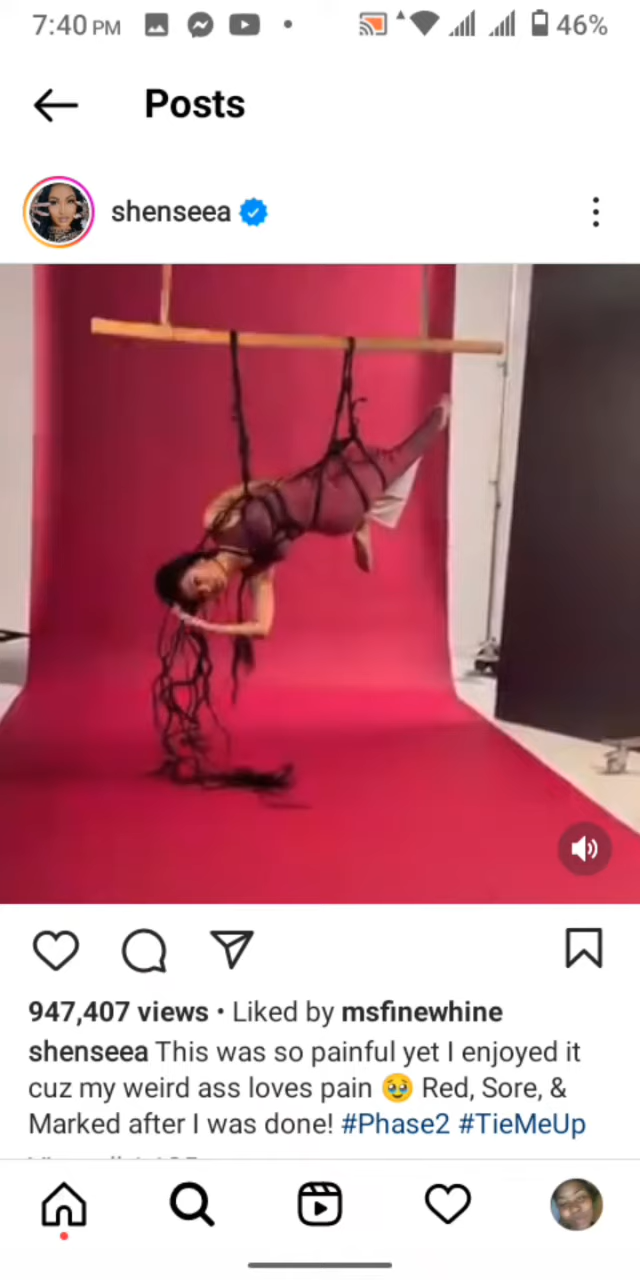 7:40 PM 46%
Posts
shenseea
947,407 views • Liked by msfinewhine
shenseea This was so painful yet I enjoyed it
cuz my weird ass loves pain 🥹 Red, Sore, &
Marked after I was done! #Phase2 #TieMeUp